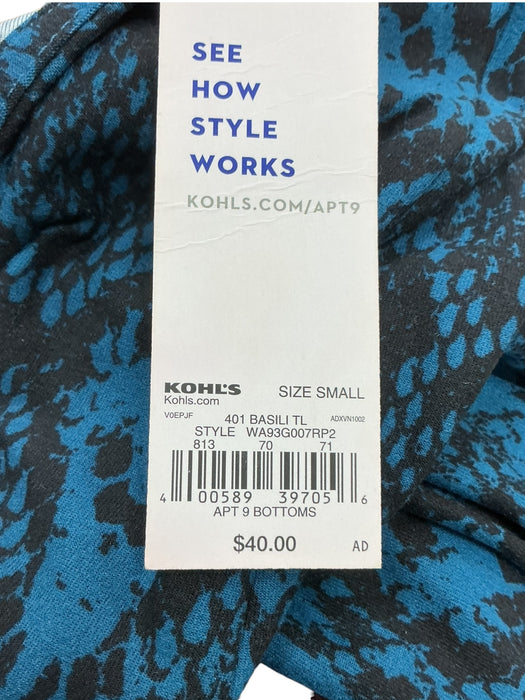 SEE
HOW
STYLE
WORKS
KOHLS.COM/APT9
KOHL'S SIZE SMALL
Kohls.com
V0EPJF 401 BASILI TL ADXVN1002
STYLE WA93G007RP2
813 70 71
4 00589 39705 6
APT 9 BOTTOMS
$40.00 AD